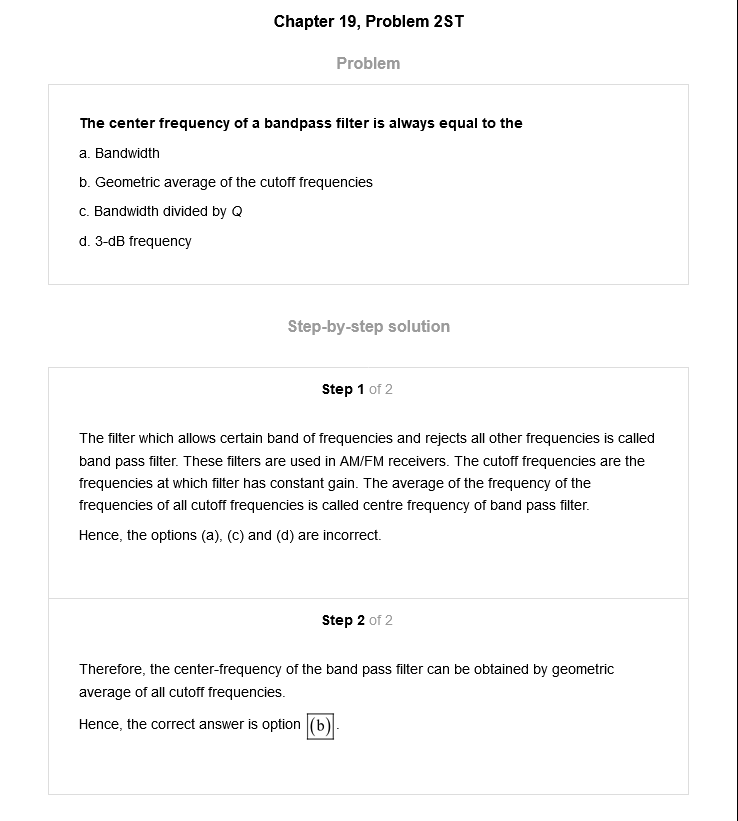 Chapter 19, Problem 2ST
Problem
The center frequency of a bandpass filter is always equal to the
a. Bandwidth
b. Geometric average of the cutoff frequencies
c. Bandwidth divided by Q
d. 3-dB frequency
Step-by-step solution
Step 1 of 2
The filter which allows certain band of frequencies and rejects all other frequencies is called
band pass filter. These filters are used in AM/FM receivers. The cutoff frequencies are the
frequencies at which filter has constant gain. The average of the frequency of the
frequencies of all cutoff frequencies is called centre frequency of band pass filter.
Hence, the options (a), (c) and (d) are incorrect.
Step 2 of 2
Therefore, the center-frequency of the band pass filter can be obtained by geometric
average of all cutoff frequencies.
Hence, the correct answer is option (b).